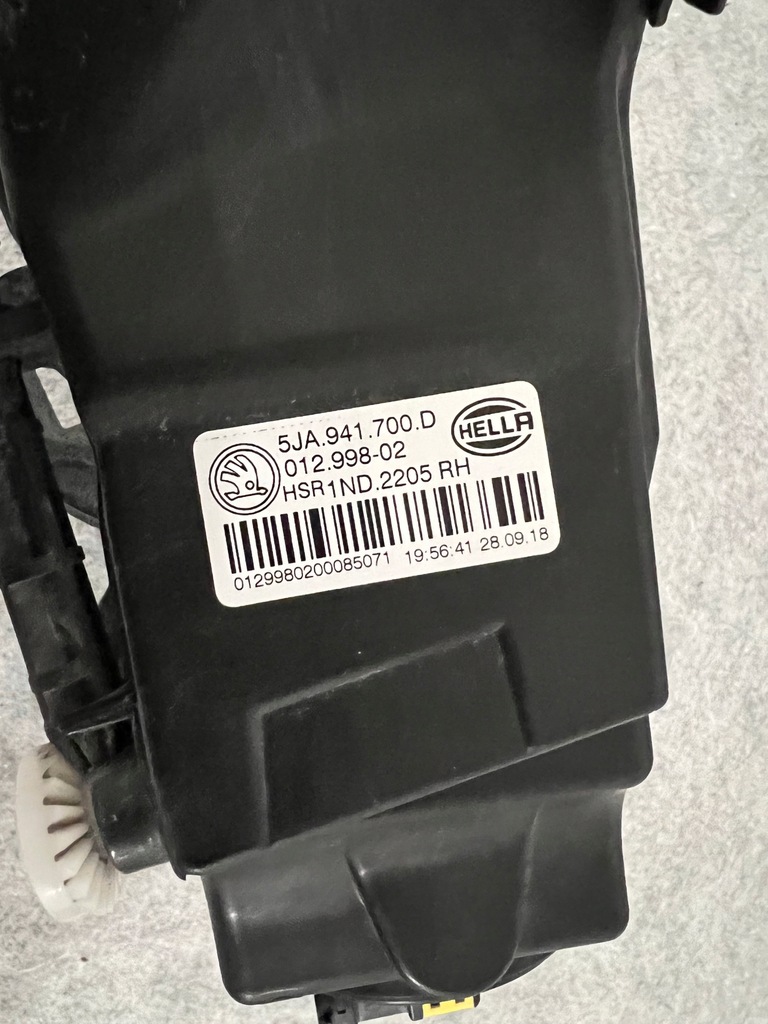 5JA.941.700.D
HELLA
012.998-02
HSR1ND.2205 RH
0129980200085071 19:56:41 28.09.18